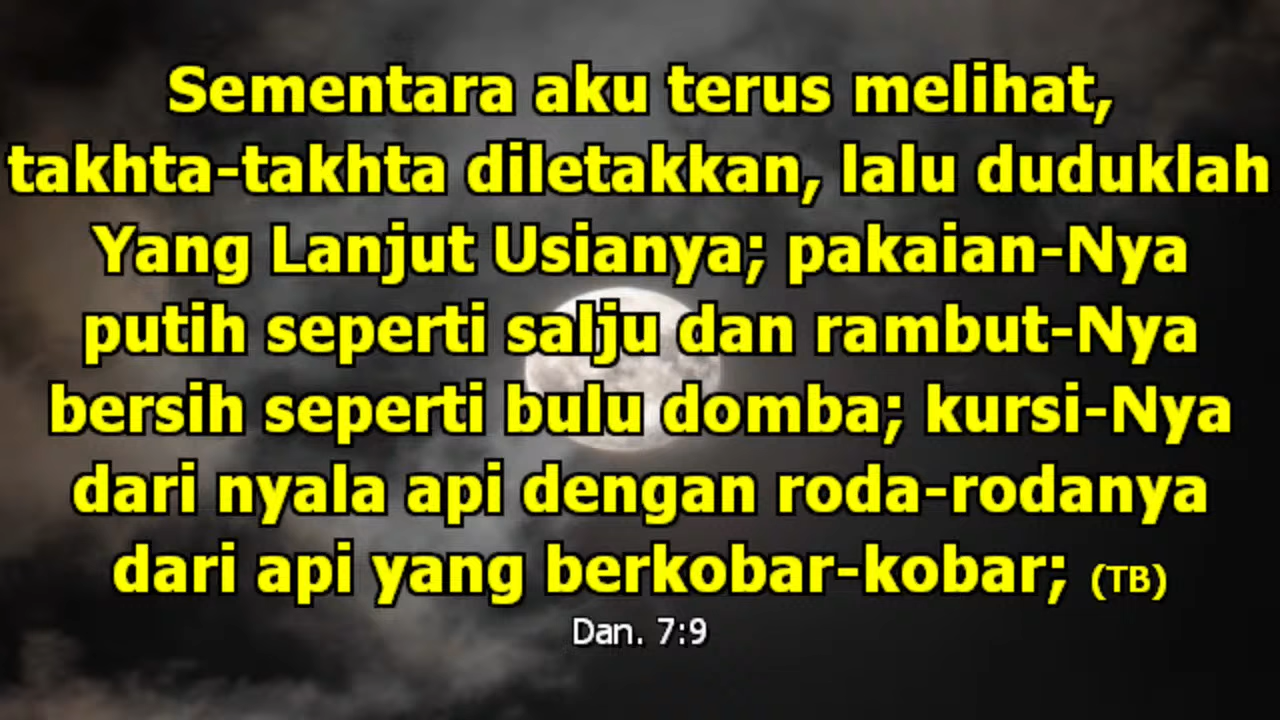 Sementara aku terus melihat,
takhta-takhta diletakkan, lalu duduklah
Yang Lanjut Usianya; pakaian-Nya
putih seperti salju dan rambut-Nya
bersih seperti bulu domba; kursi-Nya
dari nyala api dengan roda-rodanya
dari api yang berkobar-kobar; (TB)
Dan. 7:9